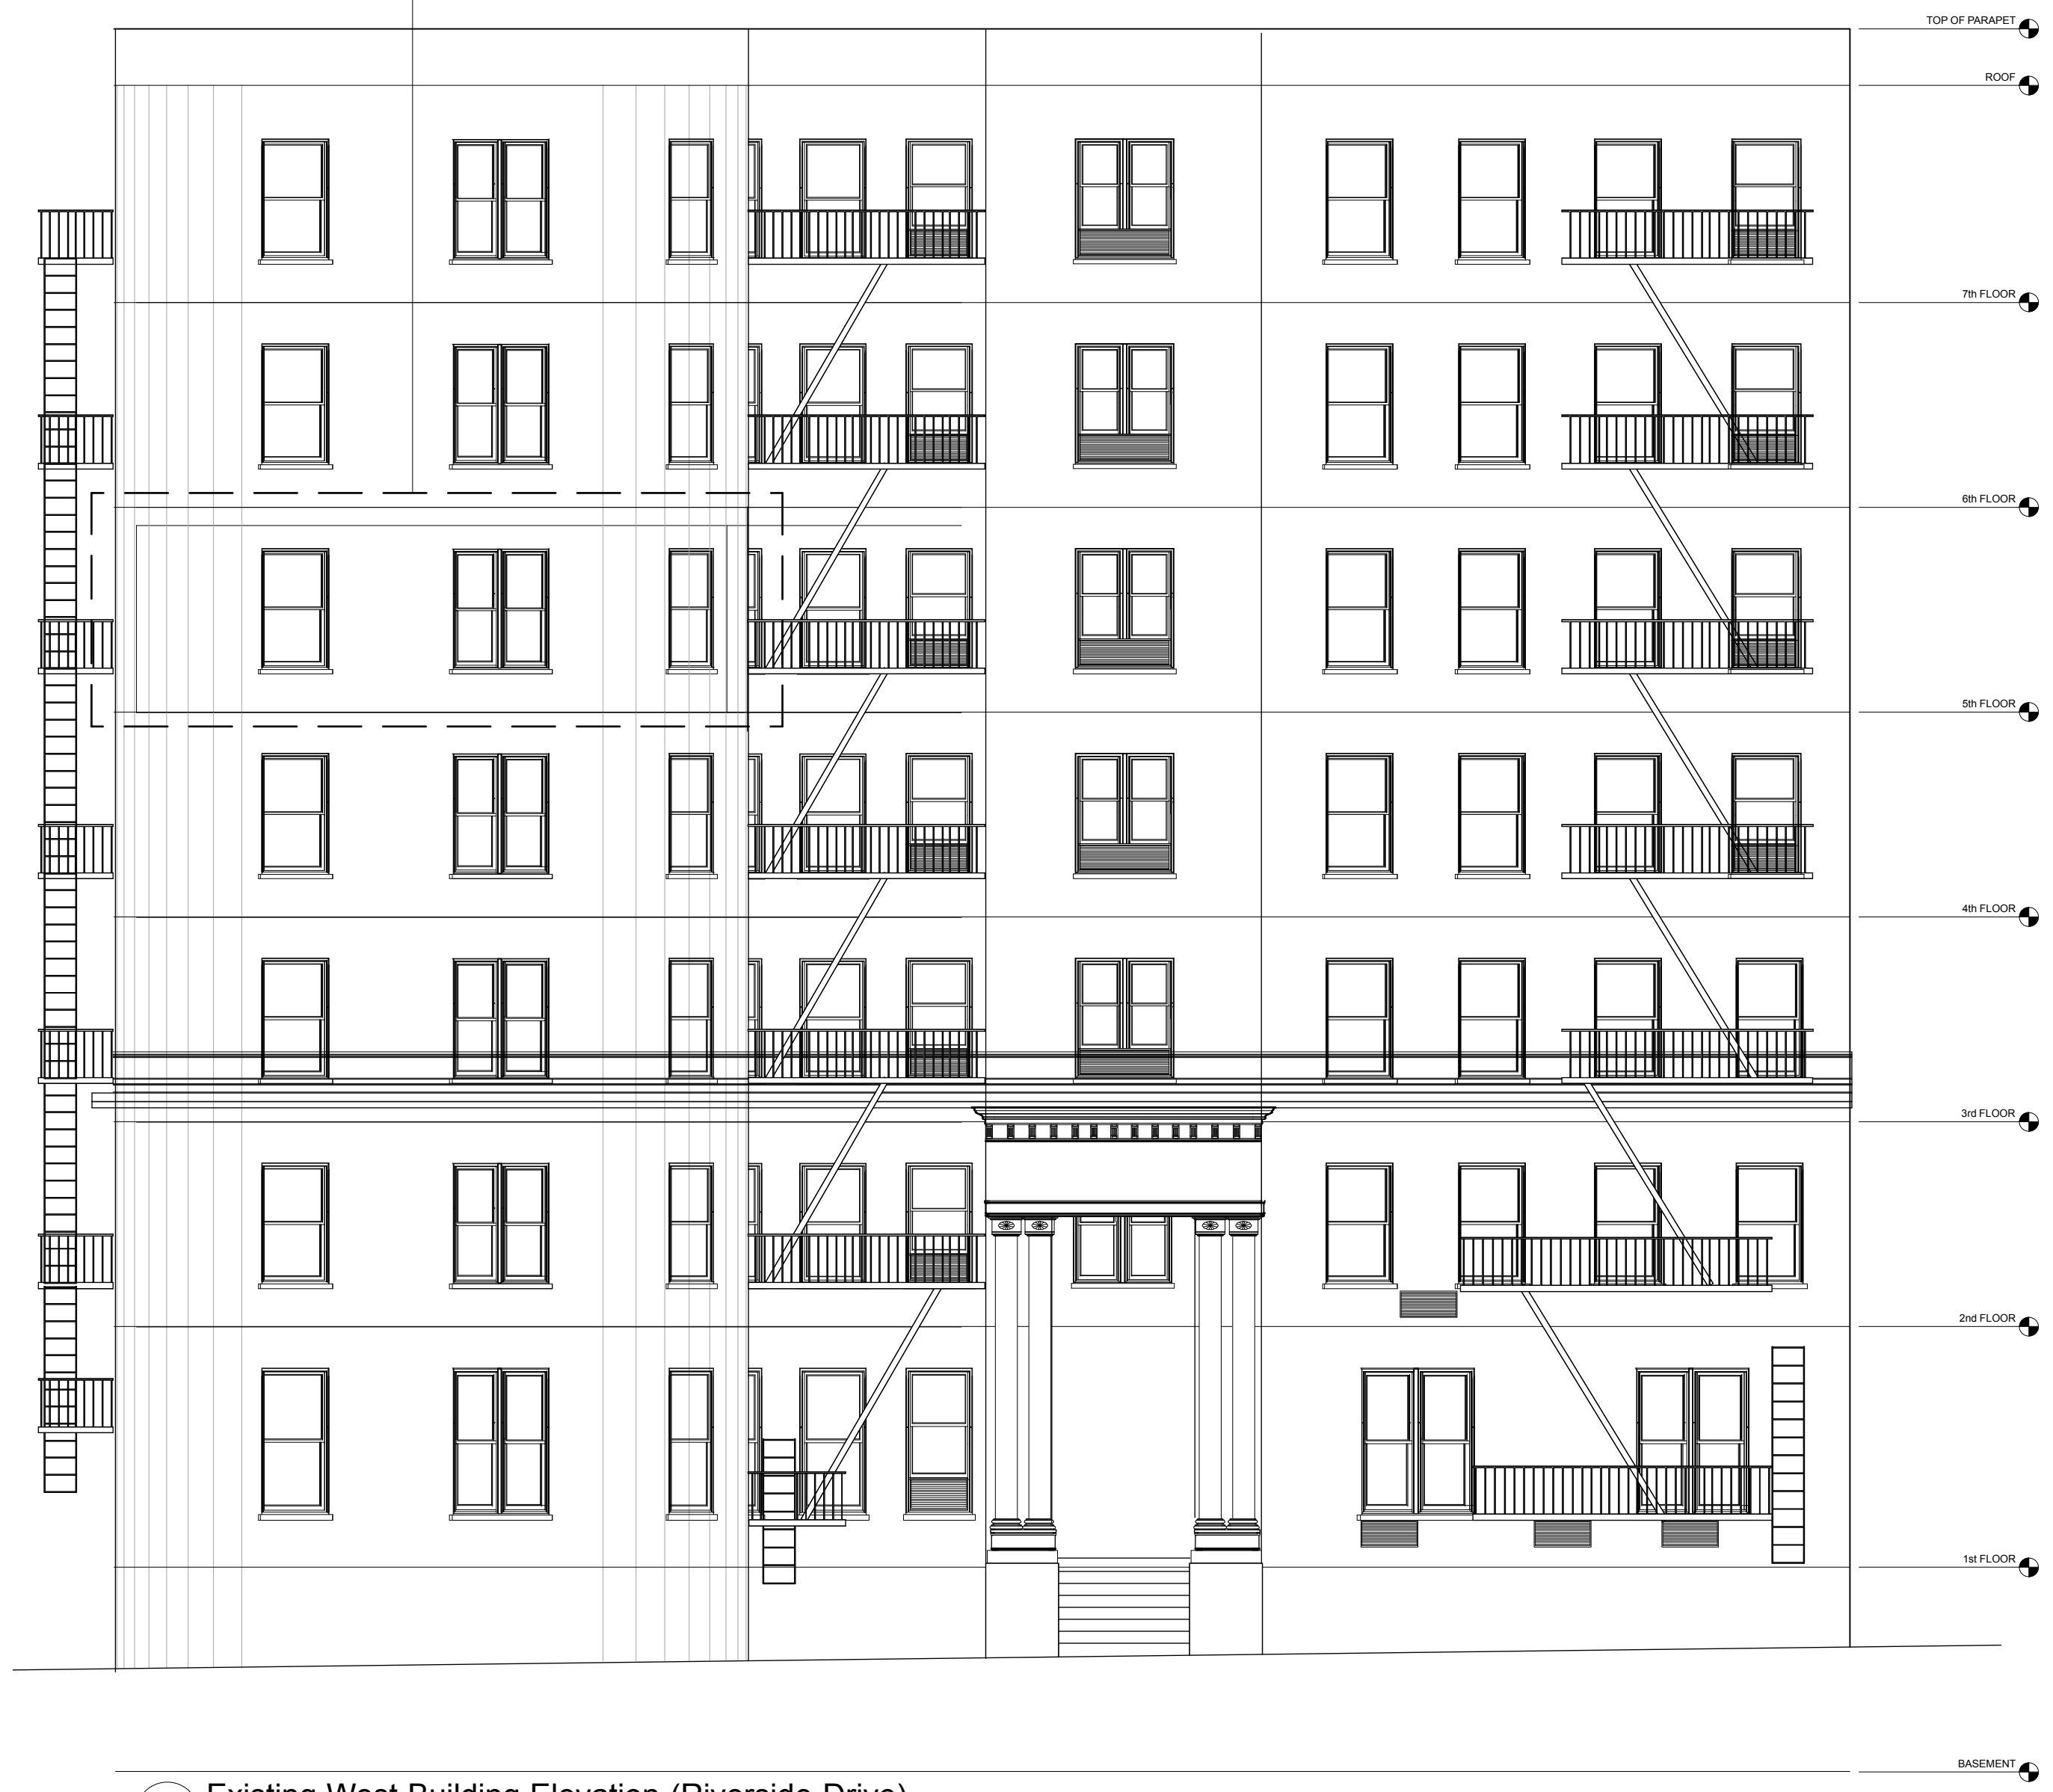 TOP OF PARAPET
ROOF
7th FLOOR
6th FLOOR
5th FLOOR
4th FLOOR
3rd FLOOR
2nd FLOOR
1st FLOOR
BASEMENT
Existing West Building Elevation (Riverside Drive)